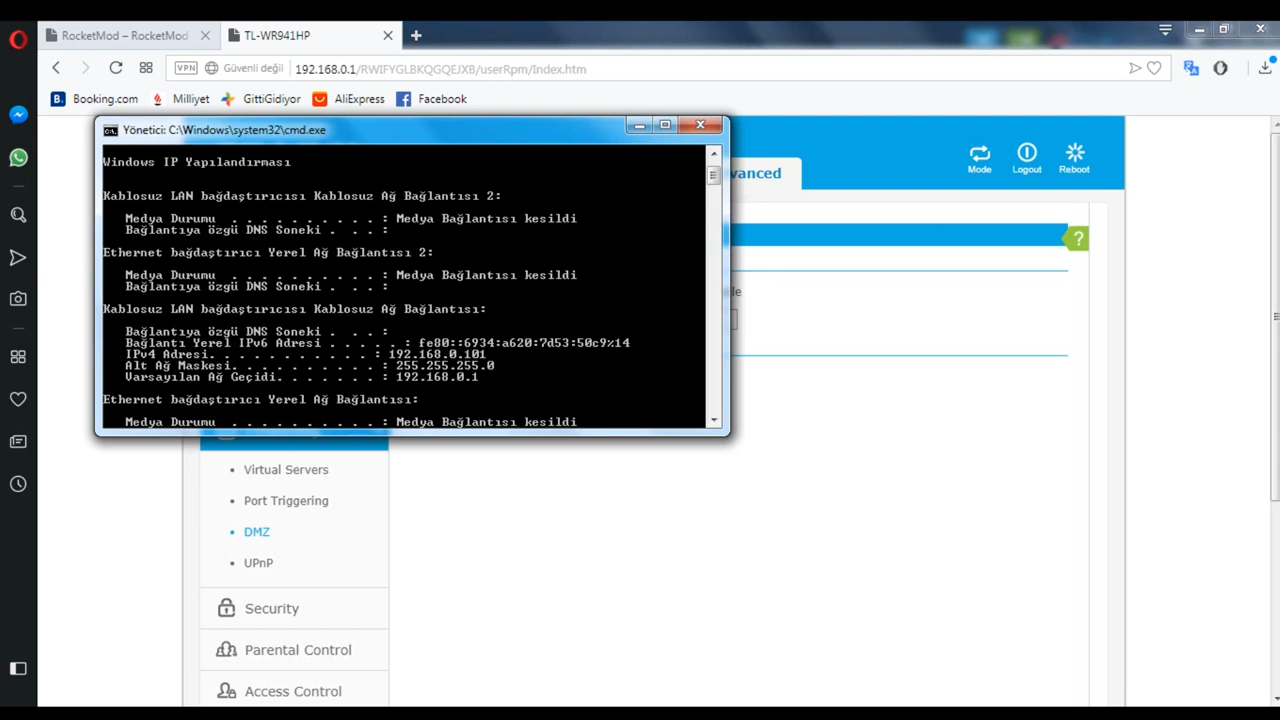 RocketMod – RocketMod
TL-WR941HP
VPN
Güvenli değil
192.168.0.1/RWIFYGLBKQGQEJXB/userRpm/Index.htm
B. Booking.com
Milliyet
GittiGidiyor
AliExpress
Facebook
Yönetici: C:\Windows\system32\cmd.exe
Windows IP Yapılandırması
Kablosuz LAN bağdaştırıcısı Kablosuz Ağ Bağlantısı 2:
Medya Durumu . . . . . . . . . . : Medya Bağlantısı kesildi
Bağlantıya özgü DNS Soneki . . . :
Ethernet bağdaştırıcı Yerel Ağ Bağlantısı 2:
Medya Durumu . . . . . . . . . . : Medya Bağlantısı kesildi
Bağlantıya özgü DNS Soneki . . . :
Kablosuz LAN bağdaştırıcısı Kablosuz Ağ Bağlantısı:
Bağlantıya özgü DNS Soneki . . . :
Bağlantı Yerel IPv6 Adresi . . . . . : fe80::6934:a620:7d53:50c9%14
IPv4 Adresi. . . . . . . . . . . : 192.168.0.101
Alt Ağ Maskesi. . . . . . . . . : 255.255.255.0
Varsayılan Ağ Geçidi. . . . . . . : 192.168.0.1
Ethernet bağdaştırıcı Yerel Ağ Bağlantısı:
Medya Durumu . . . . . . . . . . : Medya Bağlantısı kesildi
vanced
Mode
Logout
Reboot
?
le
Virtual Servers
Port Triggering
DMZ
UPnP
Security
Parental Control
Access Control